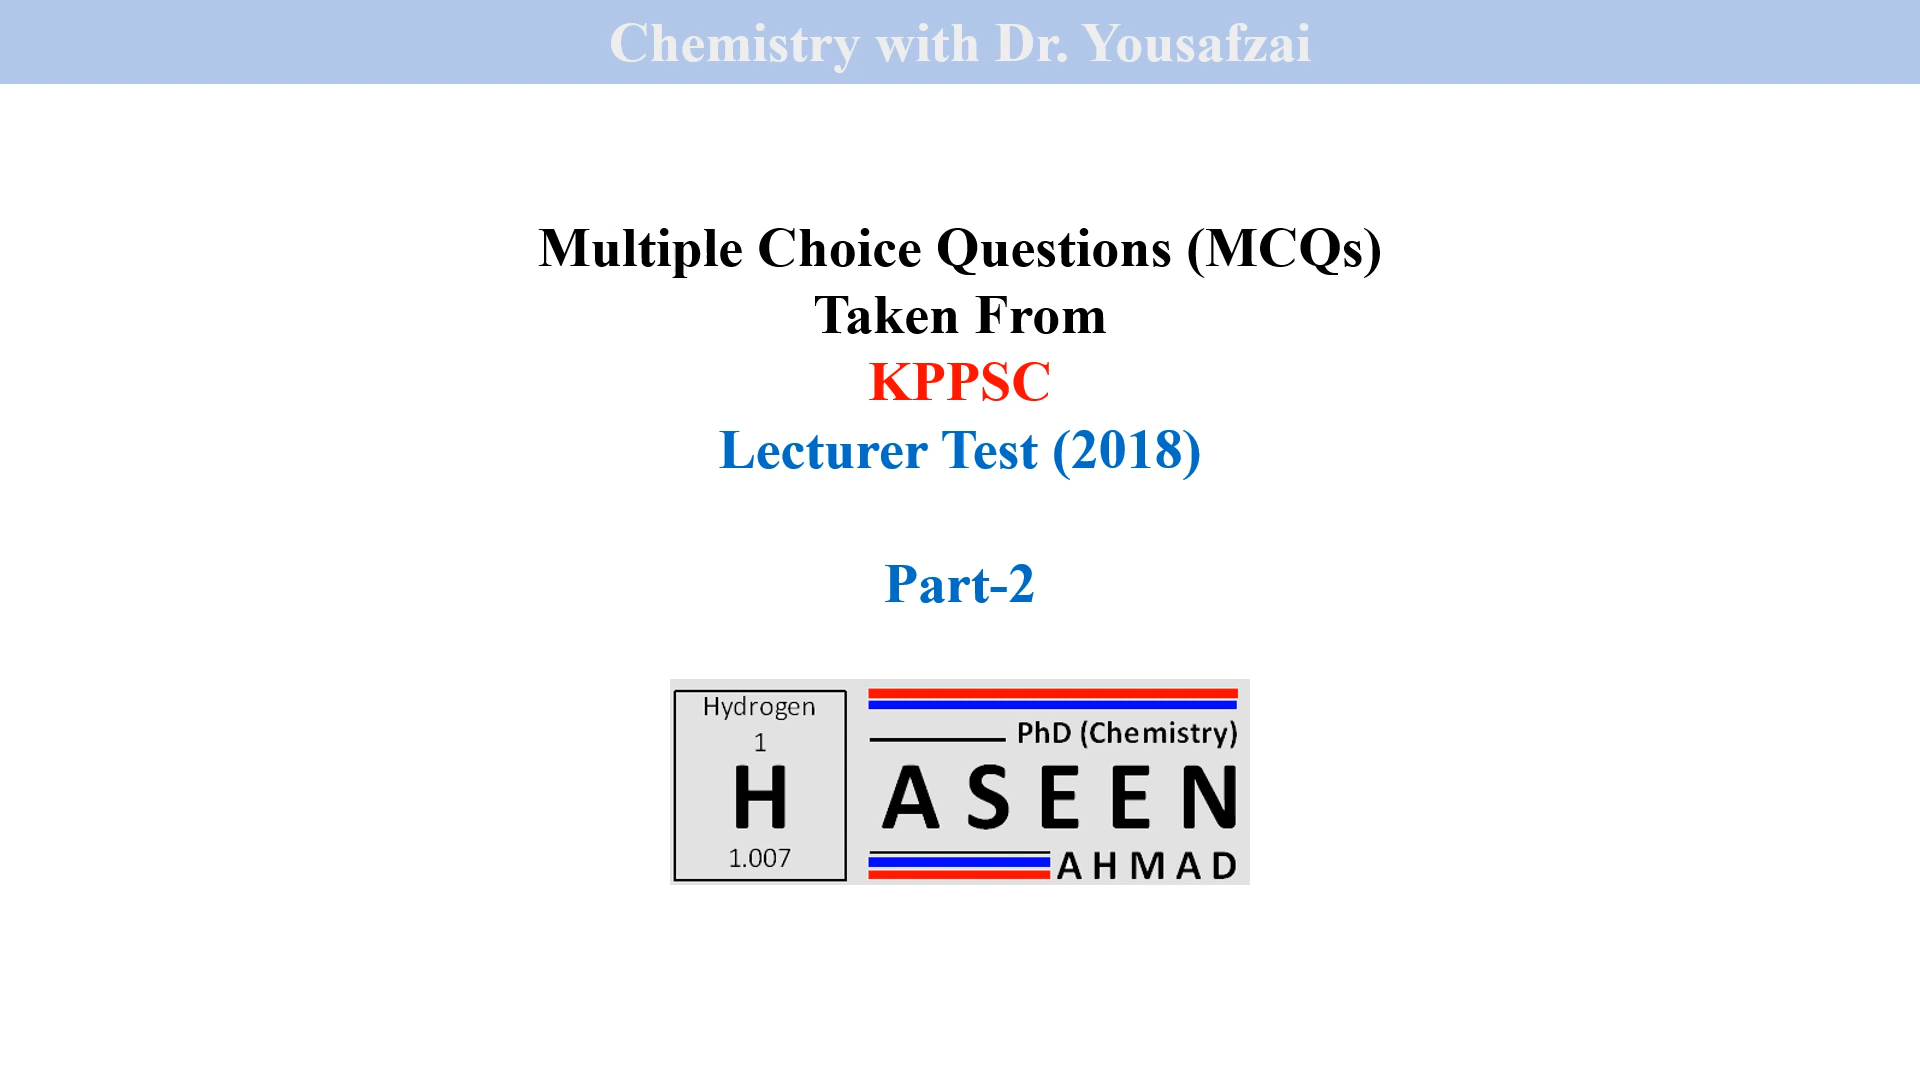 Chemistry with Dr. Yousafzai
Multiple Choice Questions (MCQs)
Taken From
KPPSC
Lecturer Test (2018)
Part-2
Hydrogen
1
H
1.007
PhD (Chemistry)
ASEEN
AHMAD